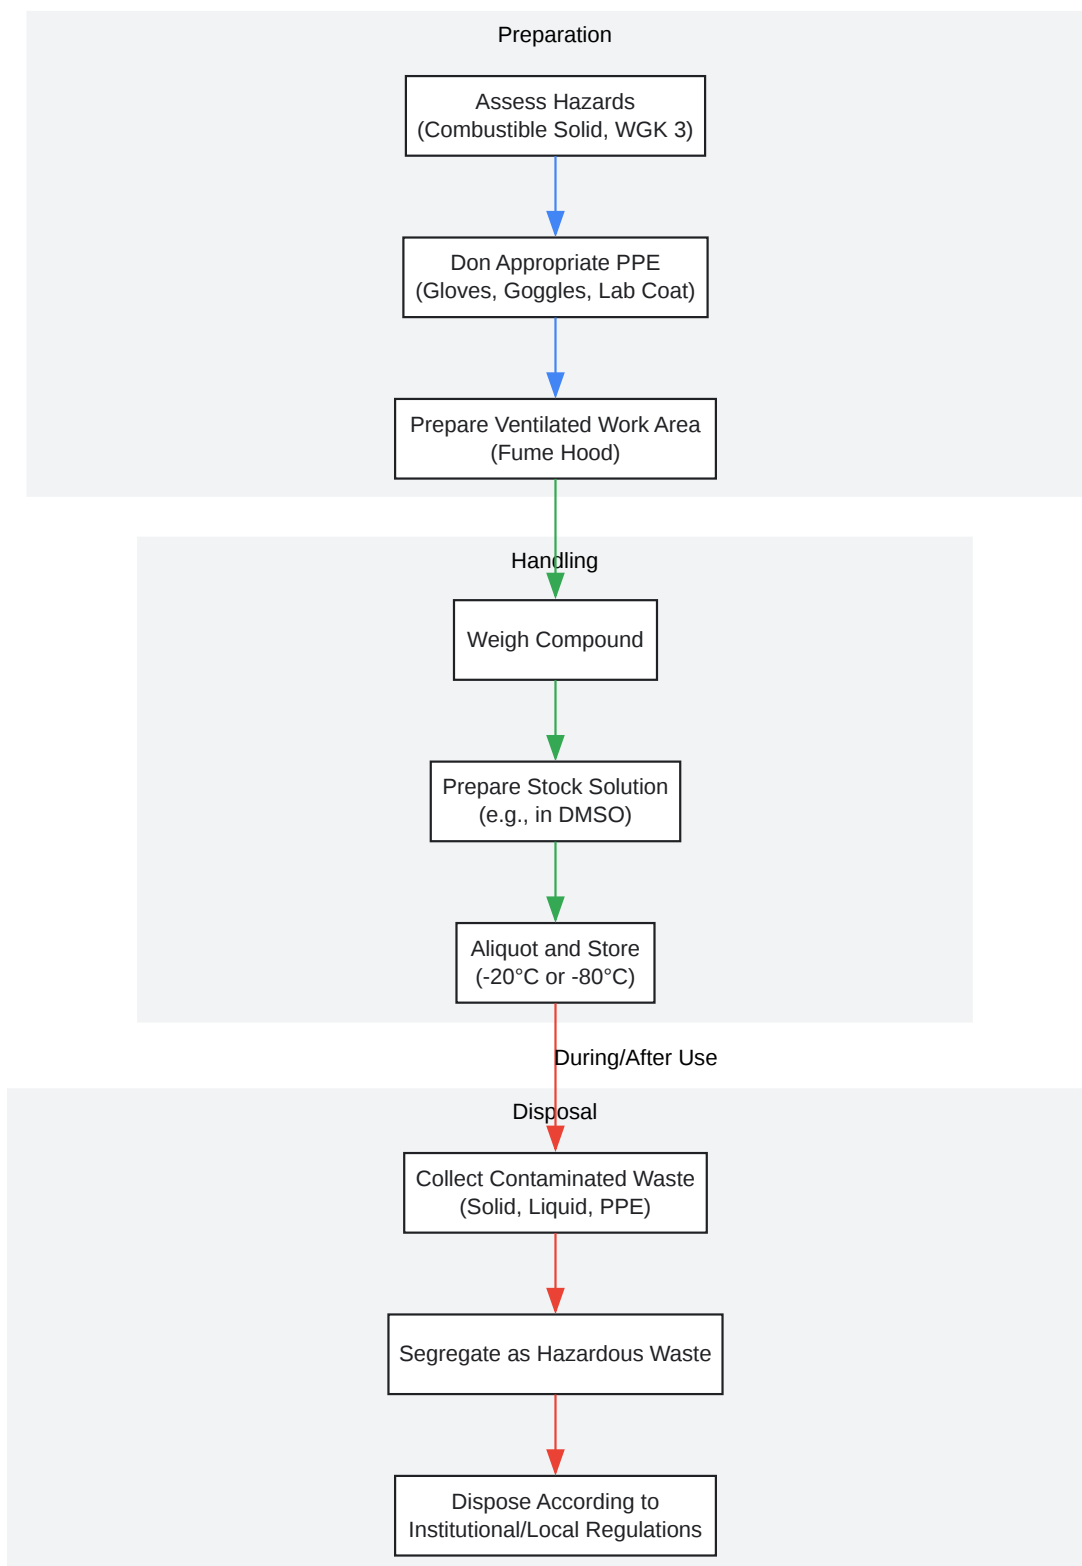 Preparation
Assess Hazards
(Combustible Solid, WGK 3)
Don Appropriate PPE
(Gloves, Goggles, Lab Coat)
Prepare Ventilated Work Area
(Fume Hood)
Handling
Weigh Compound
Prepare Stock Solution
(e.g., in DMSO)
Aliquot and Store
(-20°C or -80°C)
During/After Use
Disposal
Collect Contaminated Waste
(Solid, Liquid, PPE)
Segregate as Hazardous Waste
Dispose According to
Institutional/Local Regulations